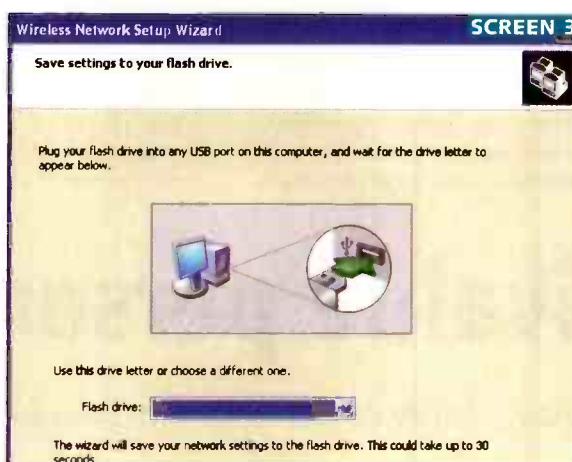 Wireless Network Setup Wizard
SCREEN 3
Save settings to your flash drive.
Plug your flash drive into any USB port on this computer, and wait for the drive letter to
appear below.
Use this drive letter or choose a different one.
Flash drive:
The wizard will save your network settings to the flash drive. This could take up to 30
seconds.